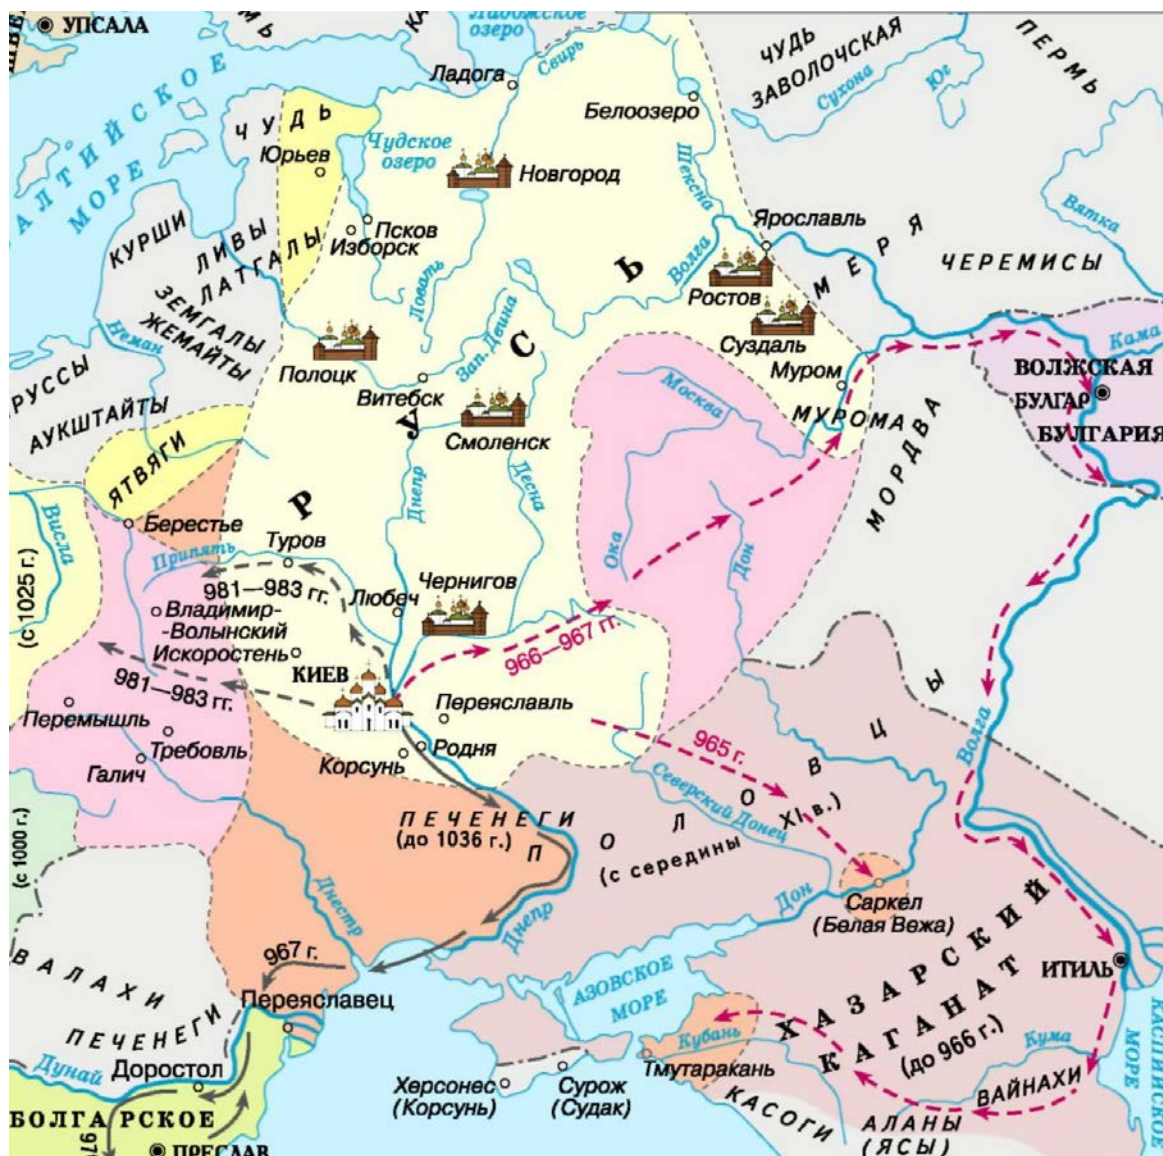 УПСАЛА
Ладожское
озеро
Свирь
Ладога
ЧУДЬ
ЗАВОЛОЧСКАЯ
Сухона
Юг
ПЕРМЬ
Белоозеро
АЛТИЙСКОЕ
МОРЕ
ЧУДЬ
Юрьев
Чудское
озеро
Новгород
Шексна
Вятка
КУРШИ
ЛИВЫ
ЛАТГАЛЫ
Псков
Изборск
Ловать
Волга
Ярославль
МЕРЯ
ЧЕРЕМИСЫ
ЗЕМГАЛЫ
ЖЕМАЙТЫ
Неман
Ростов
Суздаль
Кама
РУССЫ
АУКШТАЙТЫ
Полоцк
Витебск
Зап. Двина
РУСЬ
Смоленск
Москва
Муром
МУРОМА
МОРДВА
ВОЛЖСКАЯ
БУЛГАР
БУЛГАРИЯ
ЯТВЯГИ
Висла
Берестье
Припять
Туров
Днепр
Десна
Ока
Дон
(с 1025 г.)
981—983 гг.
Любеч
Чернигов
Владимир-
-Волынский
Искоростень
КИЕВ
966—967 гг.
981—983 гг.
Перемышль
Требовль
Галич
Переяславль
Родня
Корсунь
965 г.
Северский Донец
ПОЛОВЦЫ
(с середины XI в.)
Волга
ПЕЧЕНЕГИ
(до 1036 г.)
(с 1000 г.)
Днестр
Днепр
Дон
Саркел
(Белая Вежа)
ВАЛАХИ
ПЕЧЕНЕГИ
967 г.
Переяславец
АЗОВСКОЕ
МОРЕ
Кубань
Тмутаракань
ХАЗАРСКИЙ
КАГАНАТ
(до 966 г.)
ИТИЛЬ
Кума
КАСПИЙСКОЕ
МОРЕ
Дунай
Доростол
Херсонес
(Корсунь)
Сурож
(Судак)
КАСОГИ
АЛАНЫ
(ЯСЫ)
ВАЙНАХИ
БОЛГАРСКОЕ
ПРЕСЛАВ